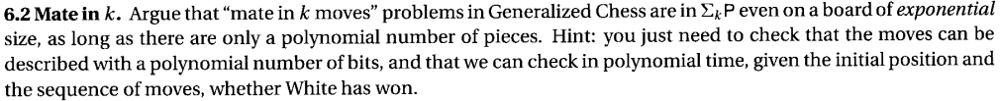 6.2 Mate in k. Argue that “mate in k moves” problems in Generalized Chess are in ΣₖP even on a board of exponential
size, as long as there are only a polynomial number of pieces. Hint: you just need to check that the moves can be
described with a polynomial number of bits, and that we can check in polynomial time, given the initial position and
the sequence of moves, whether White has won.